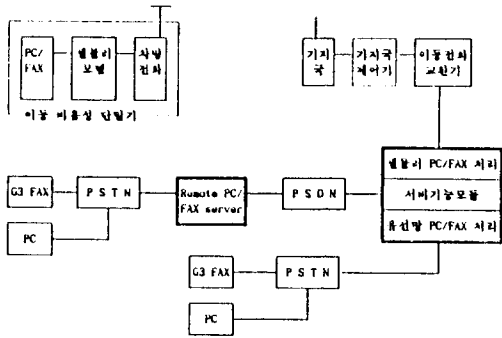 PC/
FAX
셀룰러
모뎀
차량
전화
이동 비음성 단말기
기지
국
기지국
제어기
이동전화
교환기
셀룰러 PC/FAX 처리
서비기능모듈
유선망 PC/FAX 처리
G3 FAX
P S T N
Remote PC/
FAX server
P S D N
PC
G3 FAX
P S T N
PC